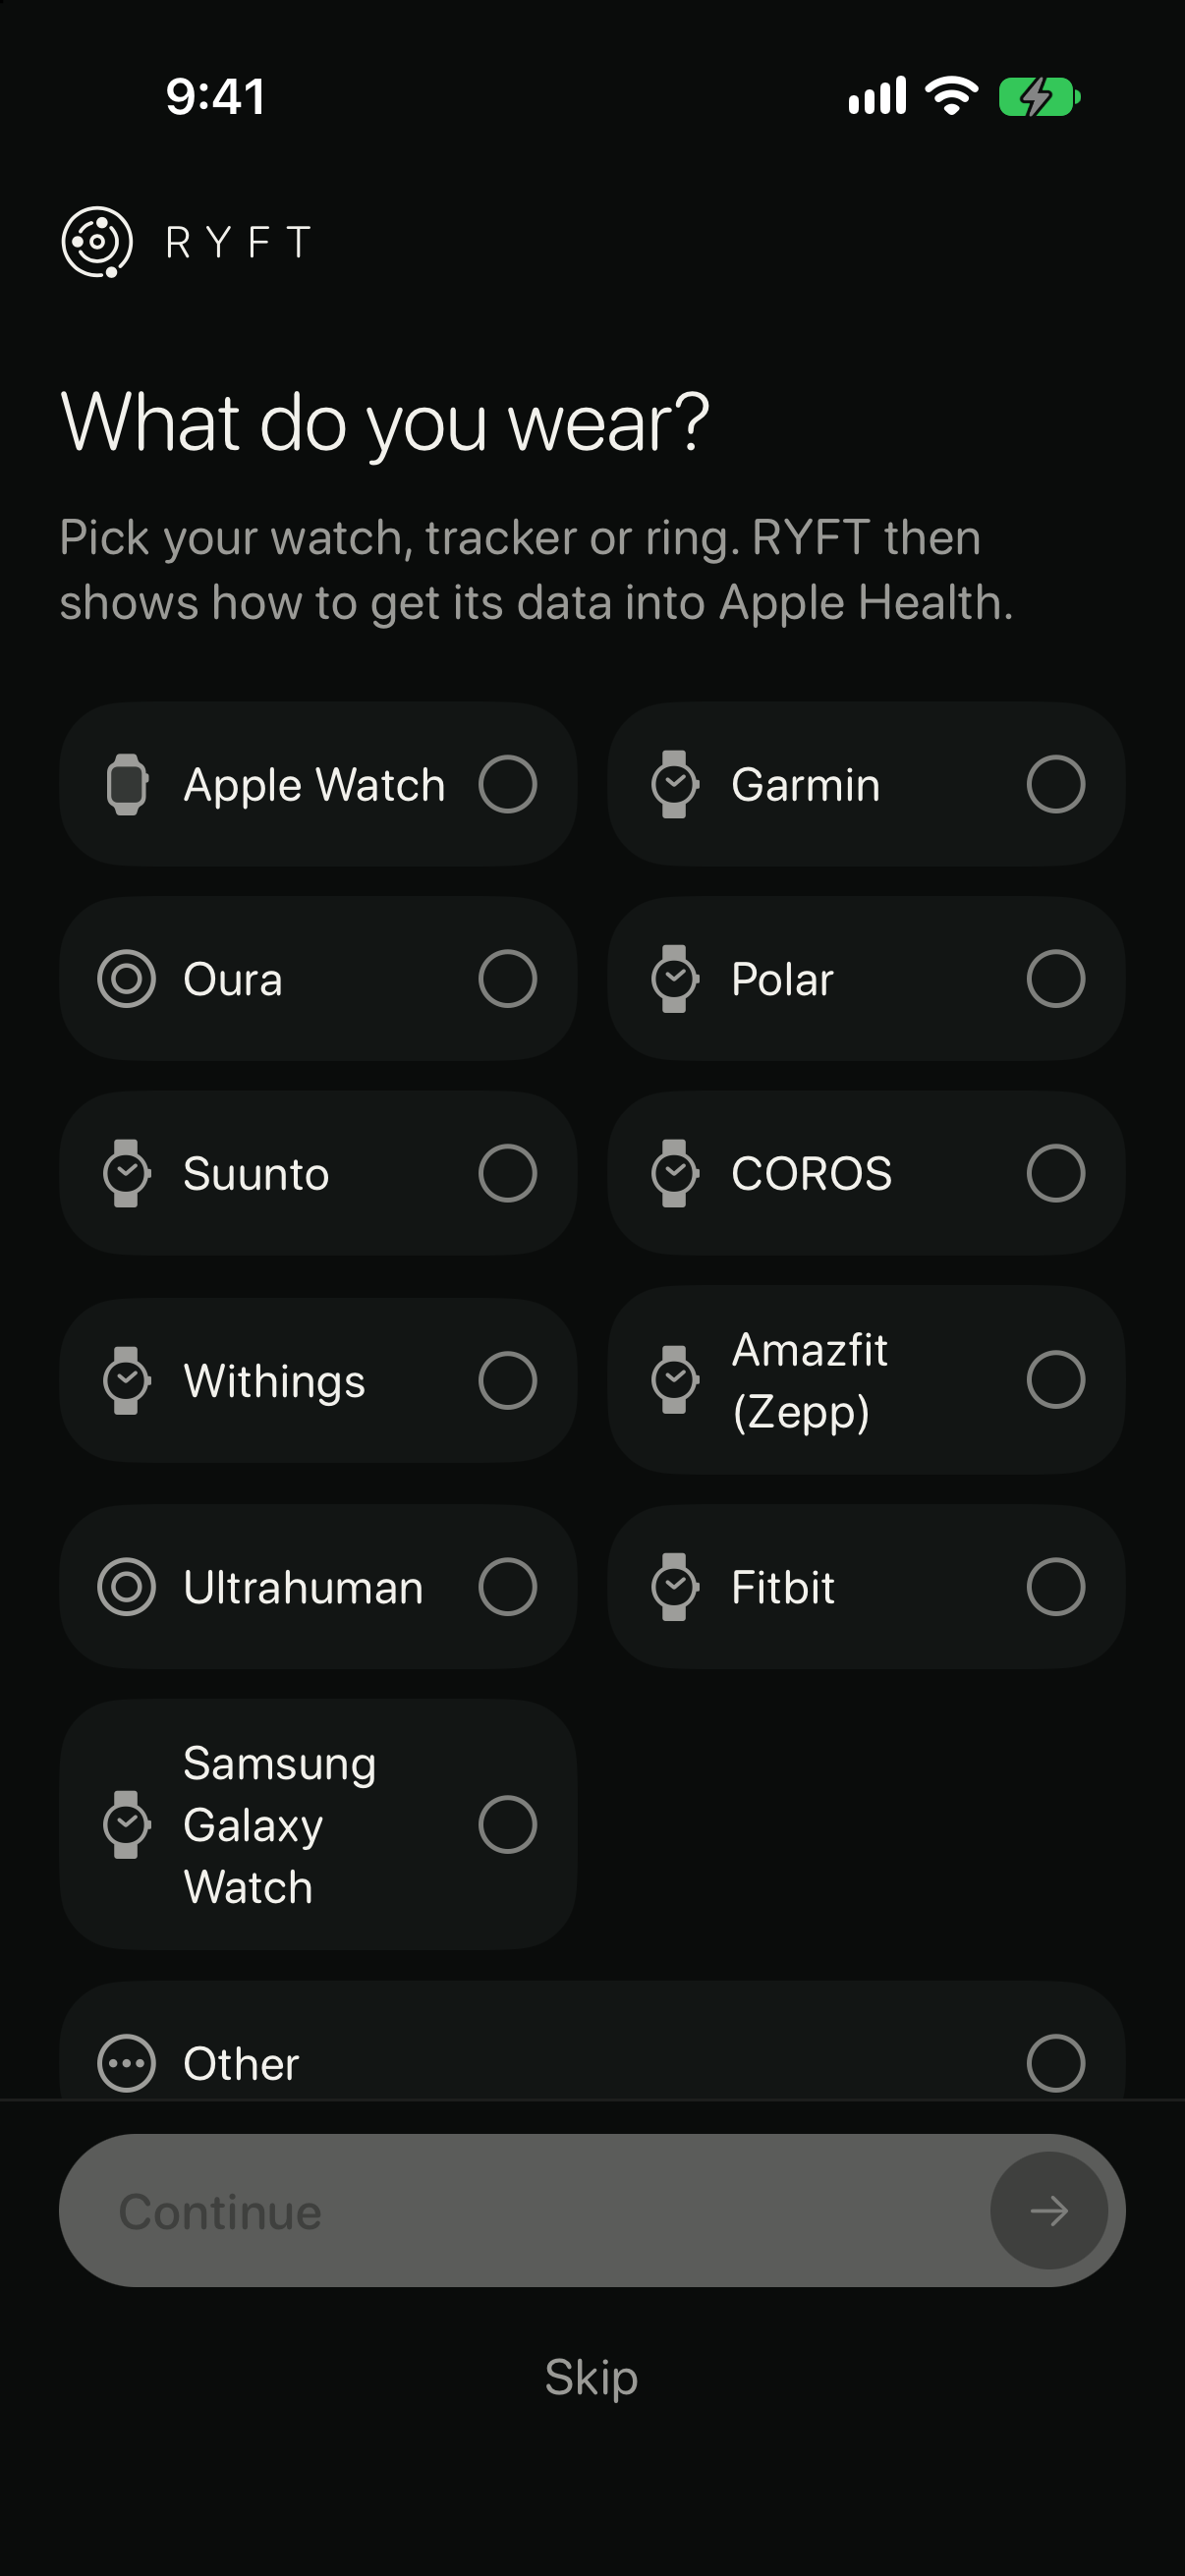 9:41
RYFT
What do you wear?
Pick your watch, tracker or ring. RYFT then
shows how to get its data into Apple Health.
Apple Watch
Garmin
Oura
Polar
Suunto
COROS
Withings
Amazfit
(Zepp)
Ultrahuman
Fitbit
Samsung
Galaxy
Watch
Other
Continue
Skip